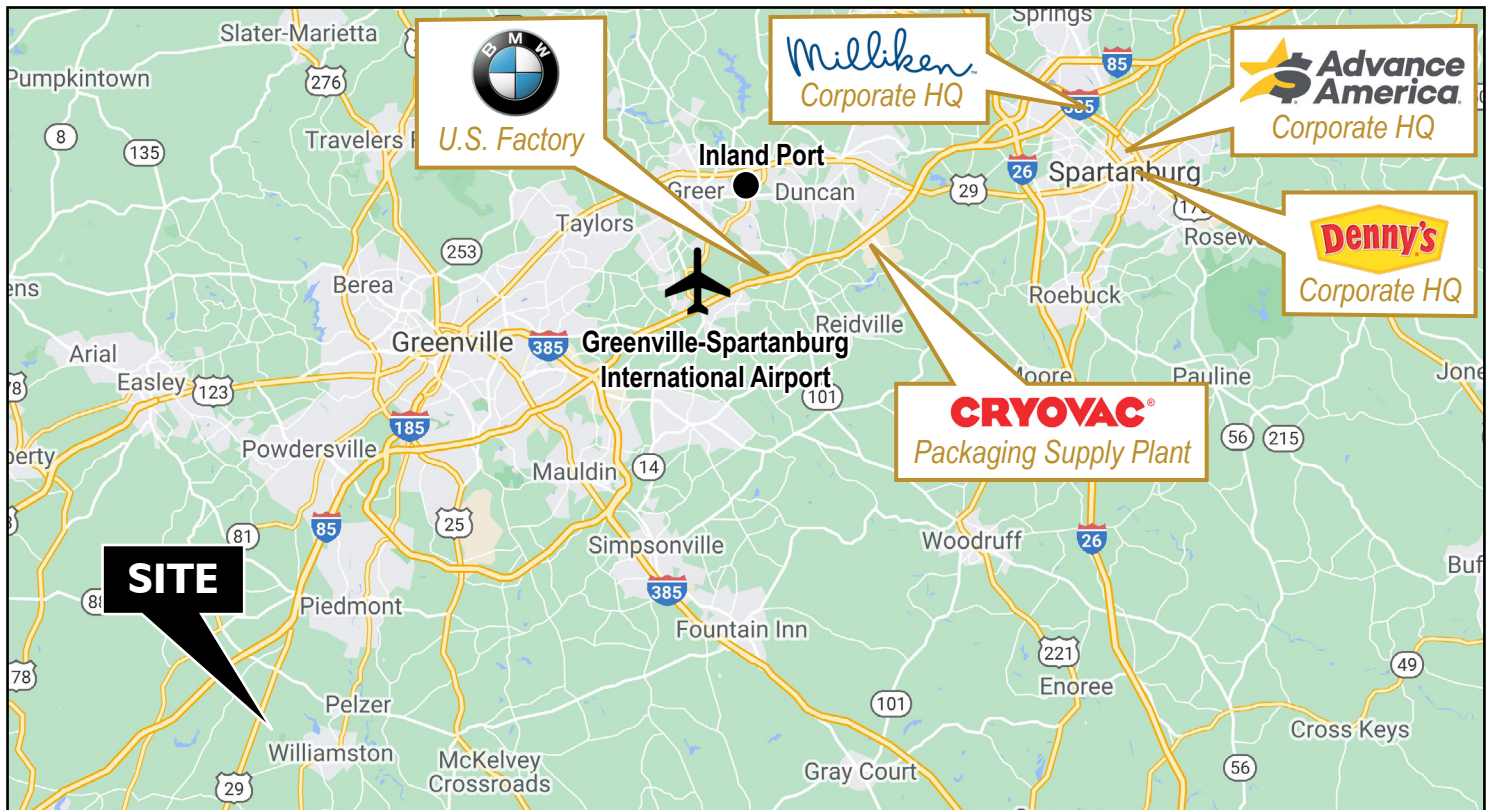 Springs
Slater-Marietta
Pumpkintown
276
8
135
BMW
U.S. Factory
Milliken™
Corporate HQ
85
Advance
America
Corporate HQ
Inland Port
Greer
Duncan
26
Spartanburg
29
Taylors
253
Denny's
Corporate HQ
Berea
Roebuck
Reidville
Greenville
385
Greenville-Spartanburg
International Airport
Arial
Easley
123
101
Pauline
CRYOVAC®
Packaging Supply Plant
185
Powdersville
56
215
Mauldin
14
85
25
81
Simpsonville
Woodruff
26
SITE
385
Piedmont
Fountain Inn
221
49
Enoree
178
Pelzer
101
Cross Keys
Williamston
McKelvey
Crossroads
Gray Court
56
29